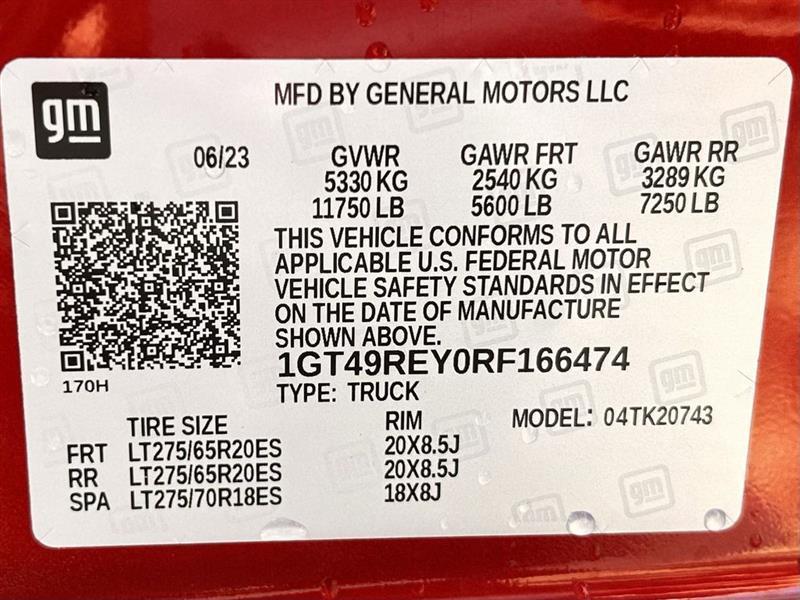 gm
MFD BY GENERAL MOTORS LLC
06/23 GVWR GAWR FRT GAWR RR
5330 KG 2540 KG 3289 KG
11750 LB 5600 LB 7250 LB
THIS VEHICLE CONFORMS TO ALL
APPLICABLE U.S. FEDERAL MOTOR
VEHICLE SAFETY STANDARDS IN EFFECT
ON THE DATE OF MANUFACTURE
SHOWN ABOVE.
170H
1GT49REY0RF166474
TYPE: TRUCK
TIRE SIZE RIM MODEL: 04TK20743
FRT LT275/65R20ES 20X8.5J
RR LT275/65R20ES 20X8.5J
SPA LT275/70R18ES 18X8J